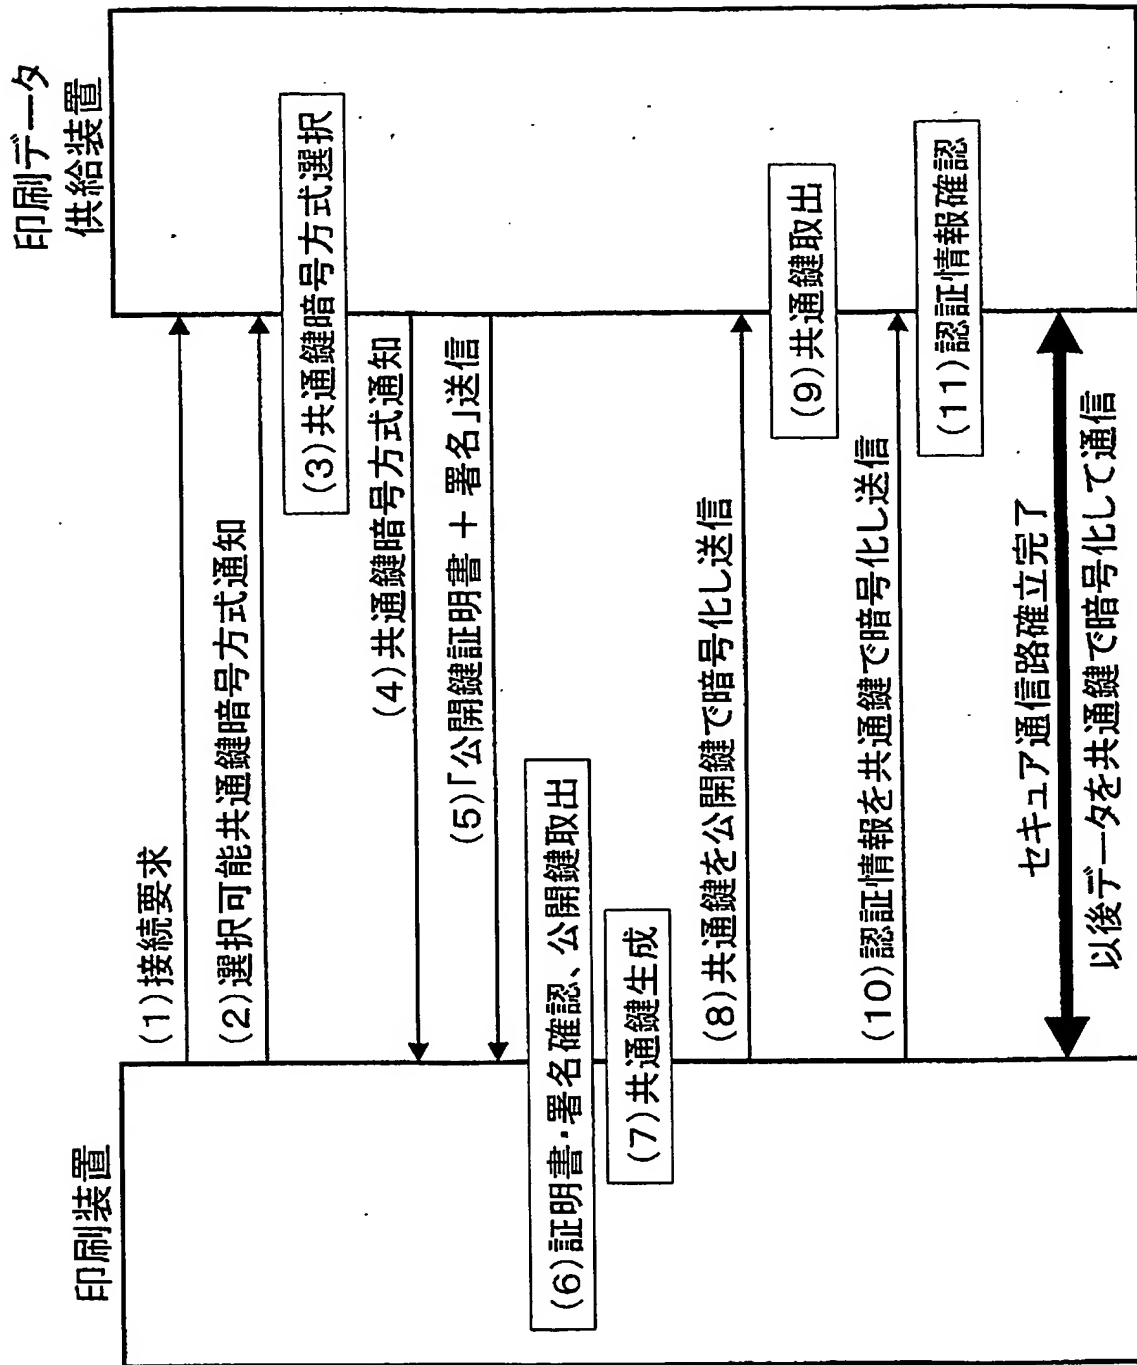 印刷装置
印刷データ
供給装置
(1)接続要求
(2)選択可能共通鍵暗号方式通知
(3)共通鍵暗号方式選択
(4)共通鍵暗号方式通知
(5)「公開鍵証明書 + 署名」送信
(6)証明書・署名確認、公開鍵取出
(7)共通鍵生成
(8)共通鍵を公開鍵で暗号化し送信
(9)共通鍵取出
(10)認証情報を共通鍵で暗号化し送信
(11)認証情報確認
セキュア通信路確立完了
以後データを共通鍵で暗号化して通信